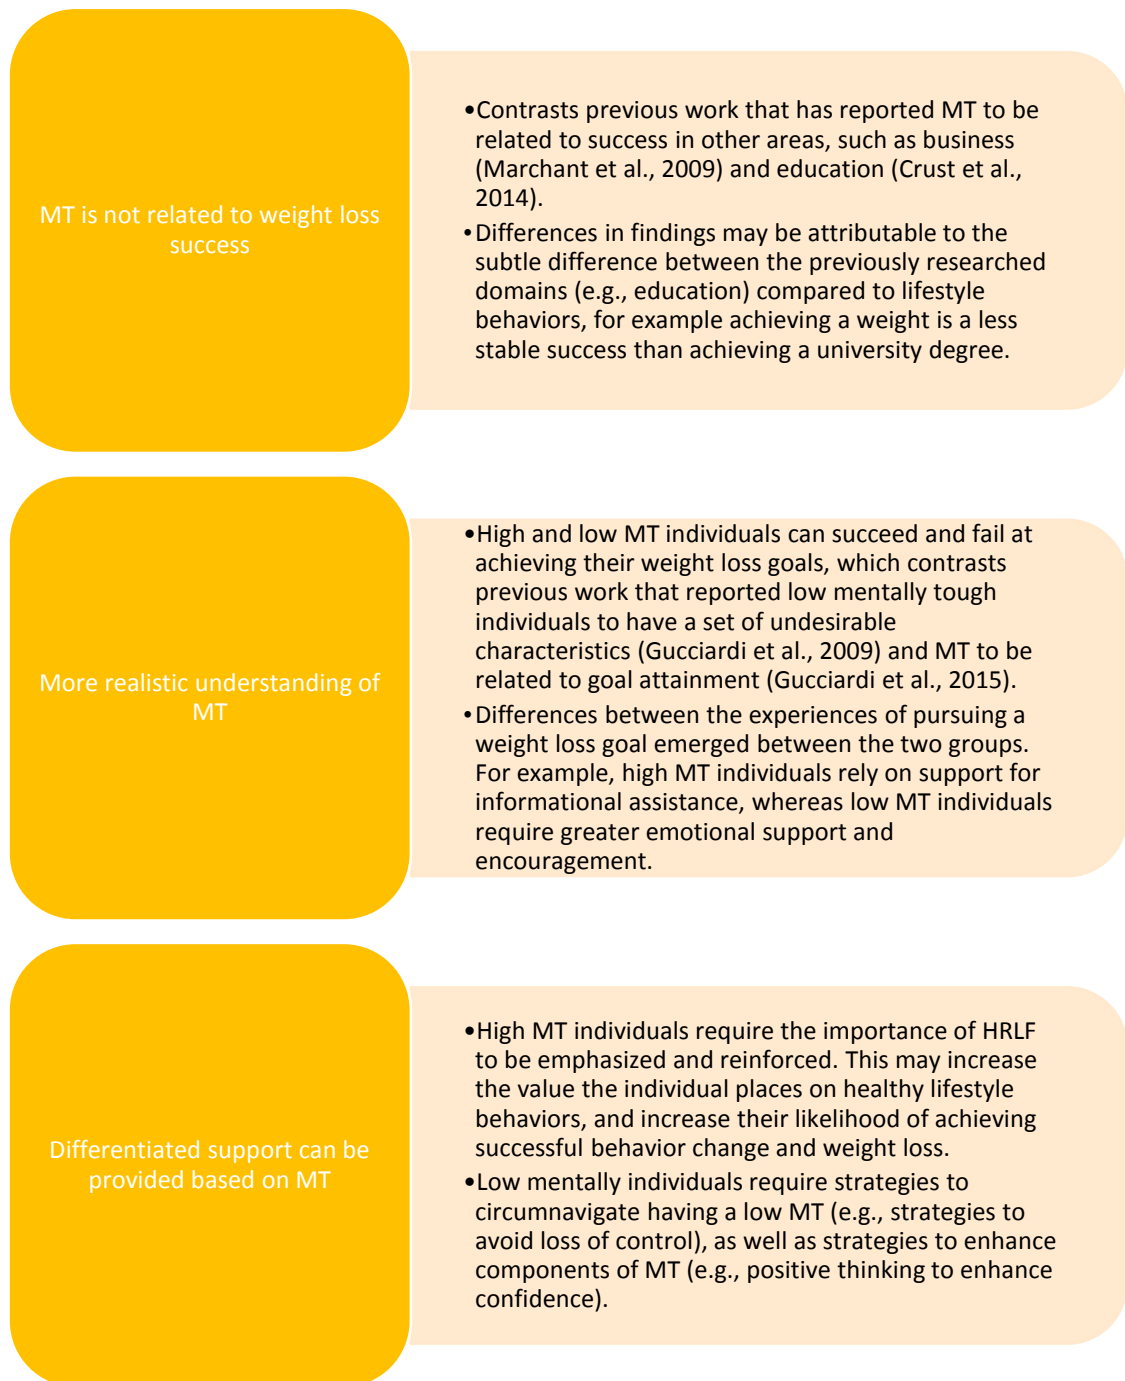 MT is not related to weight loss
success
•Contrasts previous work that has reported MT to be
related to success in other areas, such as business
(Marchant et al., 2009) and education (Crust et al.,
2014).
•Differences in findings may be attributable to the
subtle difference between the previously researched
domains (e.g., education) compared to lifestyle
behaviors, for example achieving a weight is a less
stable success than achieving a university degree.
More realistic understanding of
MT
•High and low MT individuals can succeed and fail at
achieving their weight loss goals, which contrasts
previous work that reported low mentally tough
individuals to have a set of undesirable
characteristics (Gucciardi et al., 2009) and MT to be
related to goal attainment (Gucciardi et al., 2015).
•Differences between the experiences of pursuing a
weight loss goal emerged between the two groups.
For example, high MT individuals rely on support for
informational assistance, whereas low MT individuals
require greater emotional support and
encouragement.
Differentiated support can be
provided based on MT
•High MT individuals require the importance of HRLF
to be emphasized and reinforced. This may increase
the value the individual places on healthy lifestyle
behaviors, and increase their likelihood of achieving
successful behavior change and weight loss.
•Low mentally individuals require strategies to
circumnavigate having a low MT (e.g., strategies to
avoid loss of control), as well as strategies to enhance
components of MT (e.g., positive thinking to enhance
confidence).